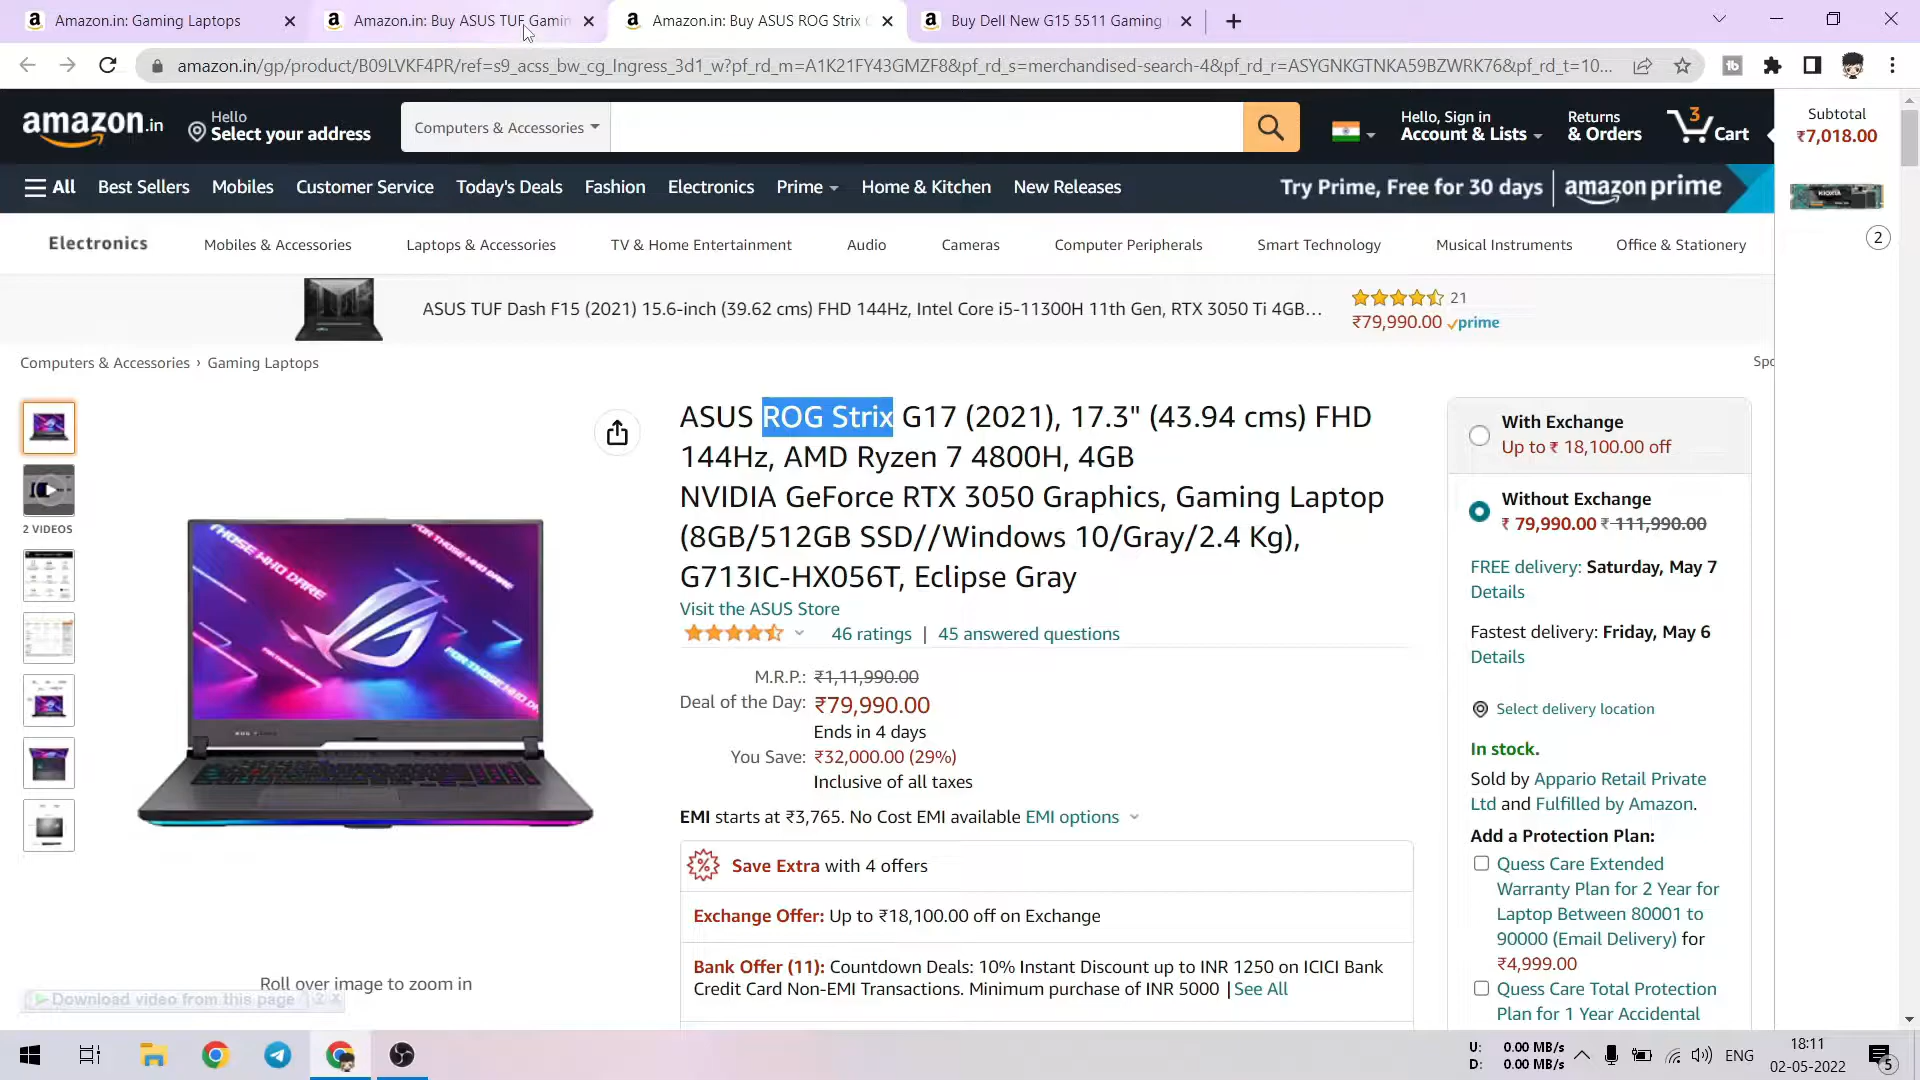 Amazon.in: Gaming Laptops
Amazon.in: Buy ASUS TUF Gamin
Amazon.in: Buy ASUS ROG Strix
Buy Dell New G15 5511 Gaming
amazon.in/gp/product/B09LVKF4PR/ref=s9_acss_bw_cg_Ingress_3d1_w?pf_rd_m=A1K21FY43GMZF8&pf_rd_s=merchandised-search-4&pf_rd_r=ASYGNKGTNKA59BZWRK76&pf_rd_t=10...
amazon.in
Hello
Select your address
Computers & Accessories
Hello, Sign in
Account & Lists
Returns
& Orders
3
Cart
Subtotal
₹7,018.00
All
Best Sellers
Mobiles
Customer Service
Today's Deals
Fashion
Electronics
Prime
Home & Kitchen
New Releases
Try Prime, Free for 30 days
amazon prime
KIOXIA
2
Electronics
Mobiles & Accessories
Laptops & Accessories
TV & Home Entertainment
Audio
Cameras
Computer Peripherals
Smart Technology
Musical Instruments
Office & Stationery
ASUS TUF Dash F15 (2021) 15.6-inch (39.62 cms) FHD 144Hz, Intel Core i5-11300H 11th Gen, RTX 3050 Ti 4GB...
21
₹79,990.00 prime
Computers & Accessories › Gaming Laptops
Spo
2 VIDEOS
THOSE WHO DARE
FOR THOSE WHO DARE
Roll over image to zoom in
Download video from this page ? X
ASUS ROG Strix G17 (2021), 17.3" (43.94 cms) FHD
144Hz, AMD Ryzen 7 4800H, 4GB
NVIDIA GeForce RTX 3050 Graphics, Gaming Laptop
(8GB/512GB SSD//Windows 10/Gray/2.4 Kg),
G713IC-HX056T, Eclipse Gray
Visit the ASUS Store
46 ratings | 45 answered questions
M.R.P.: ₹1,11,990.00
Deal of the Day: ₹79,990.00
Ends in 4 days
You Save: ₹32,000.00 (29%)
Inclusive of all taxes
EMI starts at ₹3,765. No Cost EMI available EMI options
Save Extra with 4 offers
Exchange Offer: Up to ₹18,100.00 off on Exchange
Bank Offer (11): Countdown Deals: 10% Instant Discount up to INR 1250 on ICICI Bank
Credit Card Non-EMI Transactions. Minimum purchase of INR 5000 | See All
With Exchange
Up to ₹ 18,100.00 off
Without Exchange
₹ 79,990.00 ₹ 111,990.00
FREE delivery: Saturday, May 7
Details
Fastest delivery: Friday, May 6
Details
Select delivery location
In stock.
Sold by Appario Retail Private
Ltd and Fulfilled by Amazon.
Add a Protection Plan:
Quess Care Extended
Warranty Plan for 2 Year for
Laptop Between 80001 to
90000 (Email Delivery) for
₹4,999.00
Quess Care Total Protection
Plan for 1 Year Accidental
U: 0.00 MB/s
D: 0.00 MB/s
ENG
18:11
02-05-2022
5